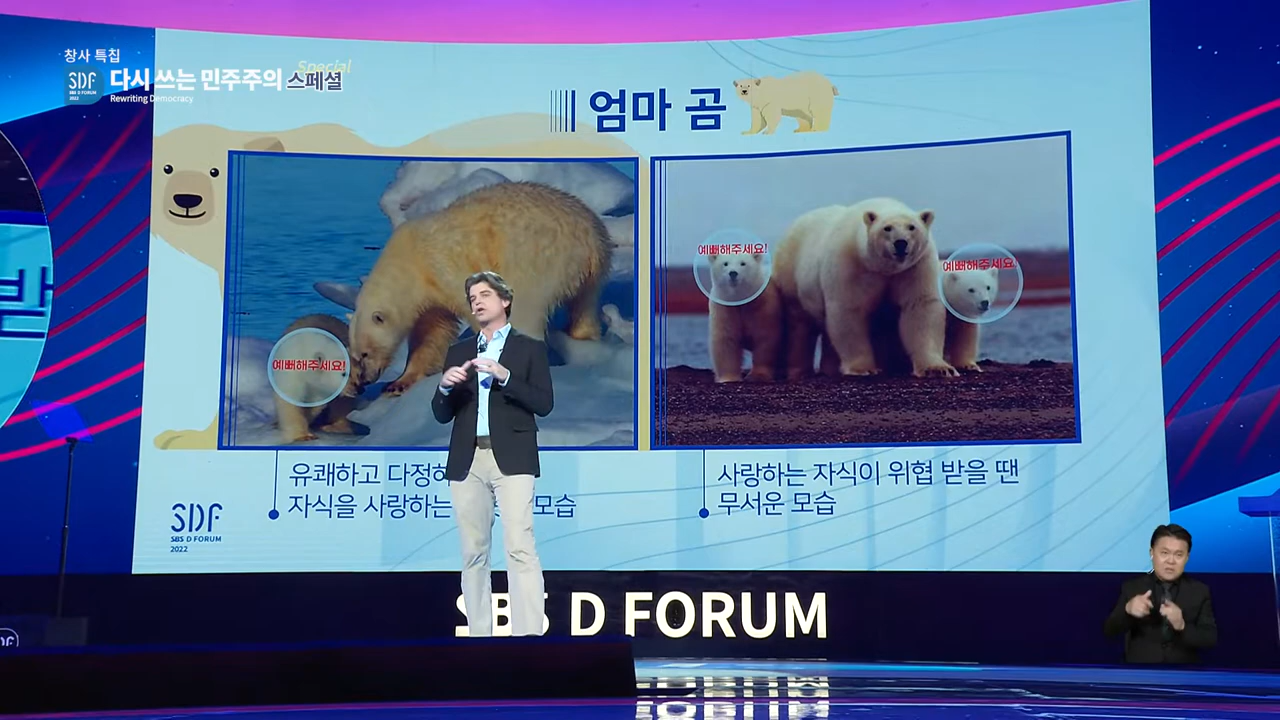 창사 특집
SDF
SBS D FORUM
2022
다시 쓰는 민주주의 스페셜
Special
Rewriting Democracy
엄마 곰
예뻐해주세요!
예뻐해주세요!
예뻐해주세요!
유쾌하고
자식을 사랑하는 모습
사랑하는 자식이 위협 받을 땐
무서운 모습
SDF
SBS D FORUM
2022
SBS D FORUM